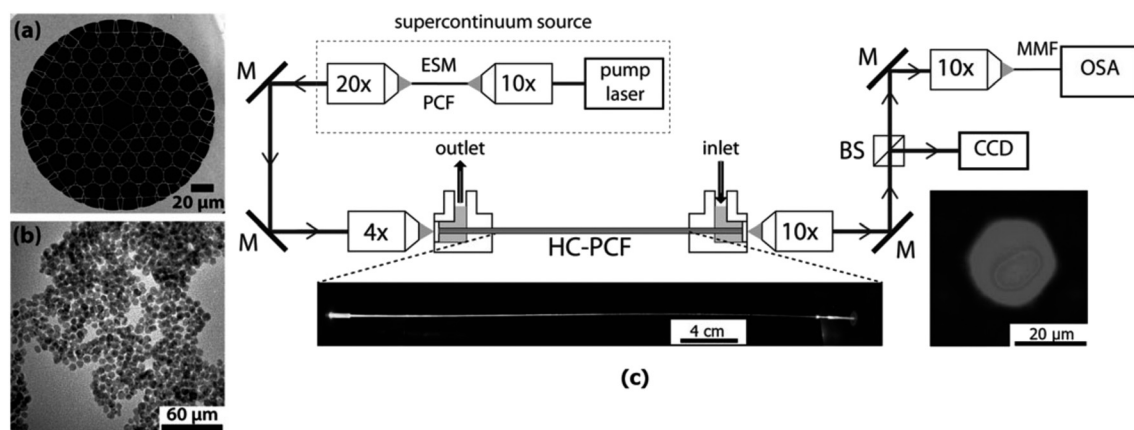 (a)
20 µm
(b)
60 µm
supercontinuum source
M
20x
ESM
PCF
10x
pump
laser
outlet
inlet
M
4x
HC-PCF
10x
M
BS
CCD
M
10x
MMF
OSA
4 cm
20 µm
(c)